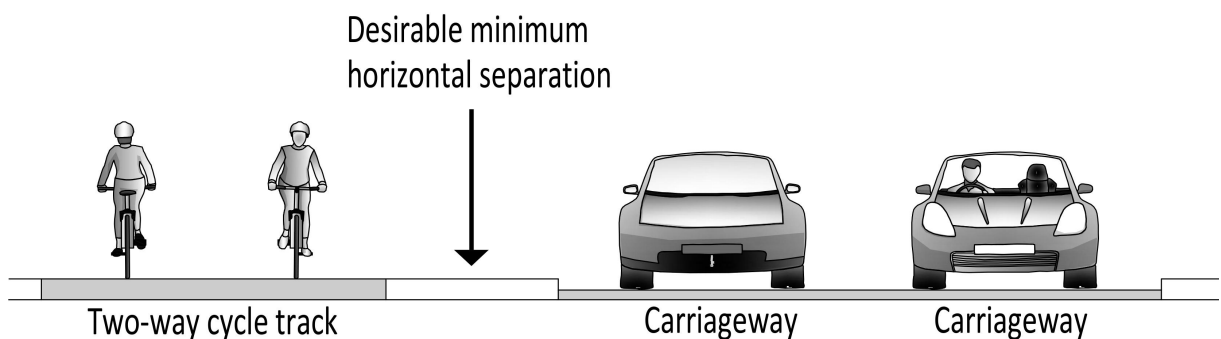 Desirable minimum
horizontal separation
Two-way cycle track
Carriageway
Carriageway